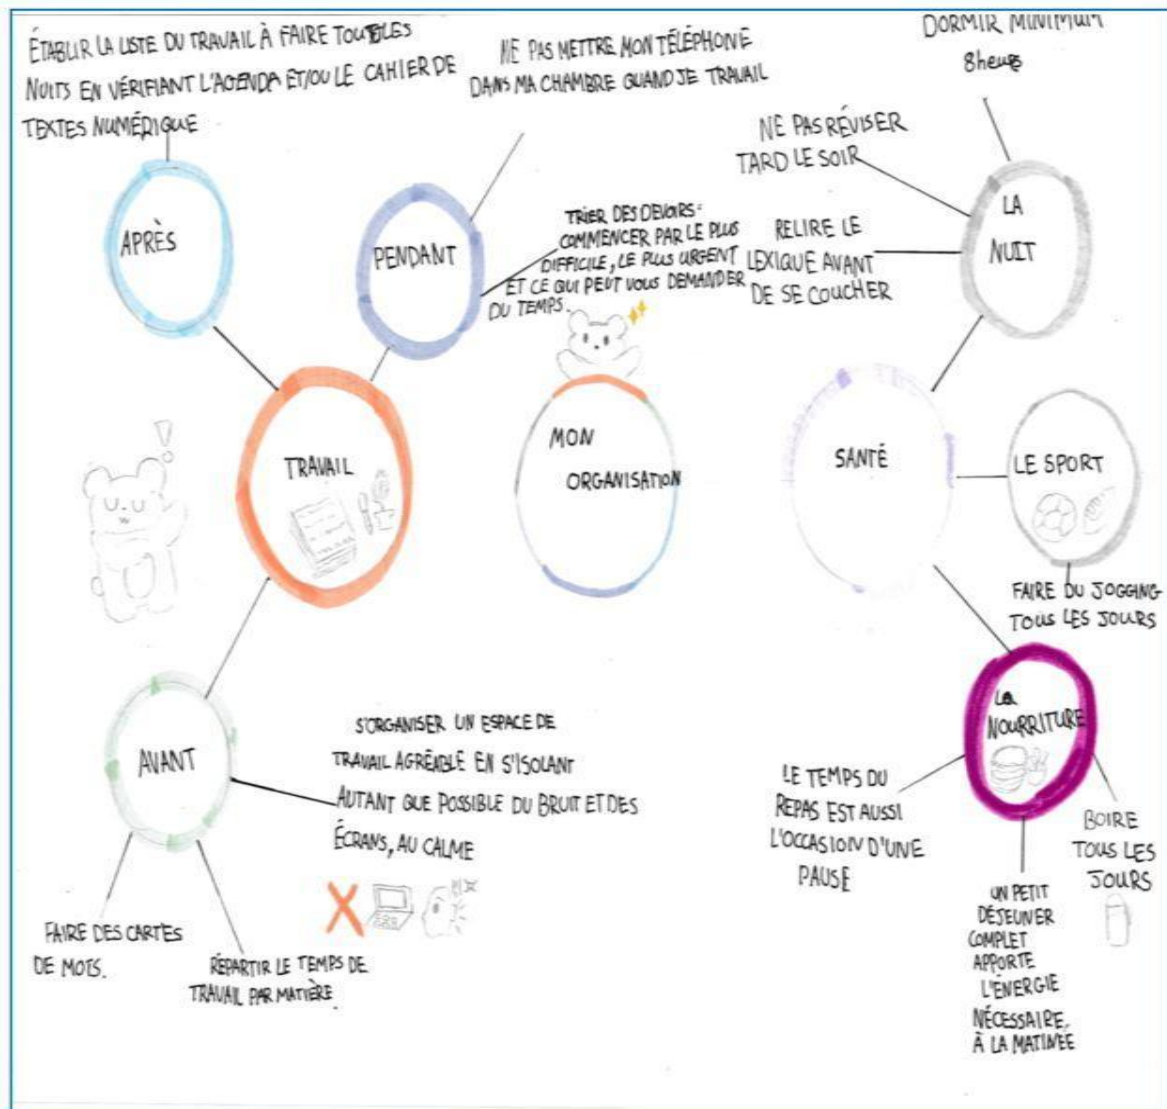 ÉTABLIR LA LISTE DU TRAVAIL À FAIRE TOUTES LES
NUITS EN VÉRIFIANT L'AGENDA ET/OU LE CAHIER DE
TEXTES NUMÉRIQUE
NE PAS METTRE MON TÉLÉPHONE
DANS MA CHAMBRE QUAND JE TRAVAIL
DORMIR MINIMUM
8heures
NE PAS RÉVISER
TARD LE SOIR
RELIRE LE
LEXIQUE AVANT
DE SE COUCHER
LA
NUIT
APRÈS
PENDANT
TRIER DES DEVOIRS:
COMMENCER PAR LE PLUS
DIFFICILE, LE PLUS URGENT
ET CE QUI PEUT VOUS DEMANDER
DU TEMPS.
TRAVAIL
MON
ORGANISATION
SANTÉ
LE SPORT
FAIRE DU JOGGING
TOUS LES JOURS
AVANT
S'ORGANISER UN ESPACE DE
TRAVAIL AGRÉABLE EN S'ISOLANT
AUTANT QUE POSSIBLE DU BRUIT ET DES
ÉCRANS, AU CALME
FAIRE DES CARTES
DE MOTS.
RÉPARTIR LE TEMPS DE
TRAVAIL PAR MATIÈRE
La
NOURRITURE
LE TEMPS DU
REPAS EST AUSSI
L'OCCASION D'UNE
PAUSE
UN PETIT
DÉJEUNER
COMPLET
APPORTE
L'ÉNERGIE
NÉCESSAIRE
À LA MATINÉE
BOIRE
TOUS LES
JOURS